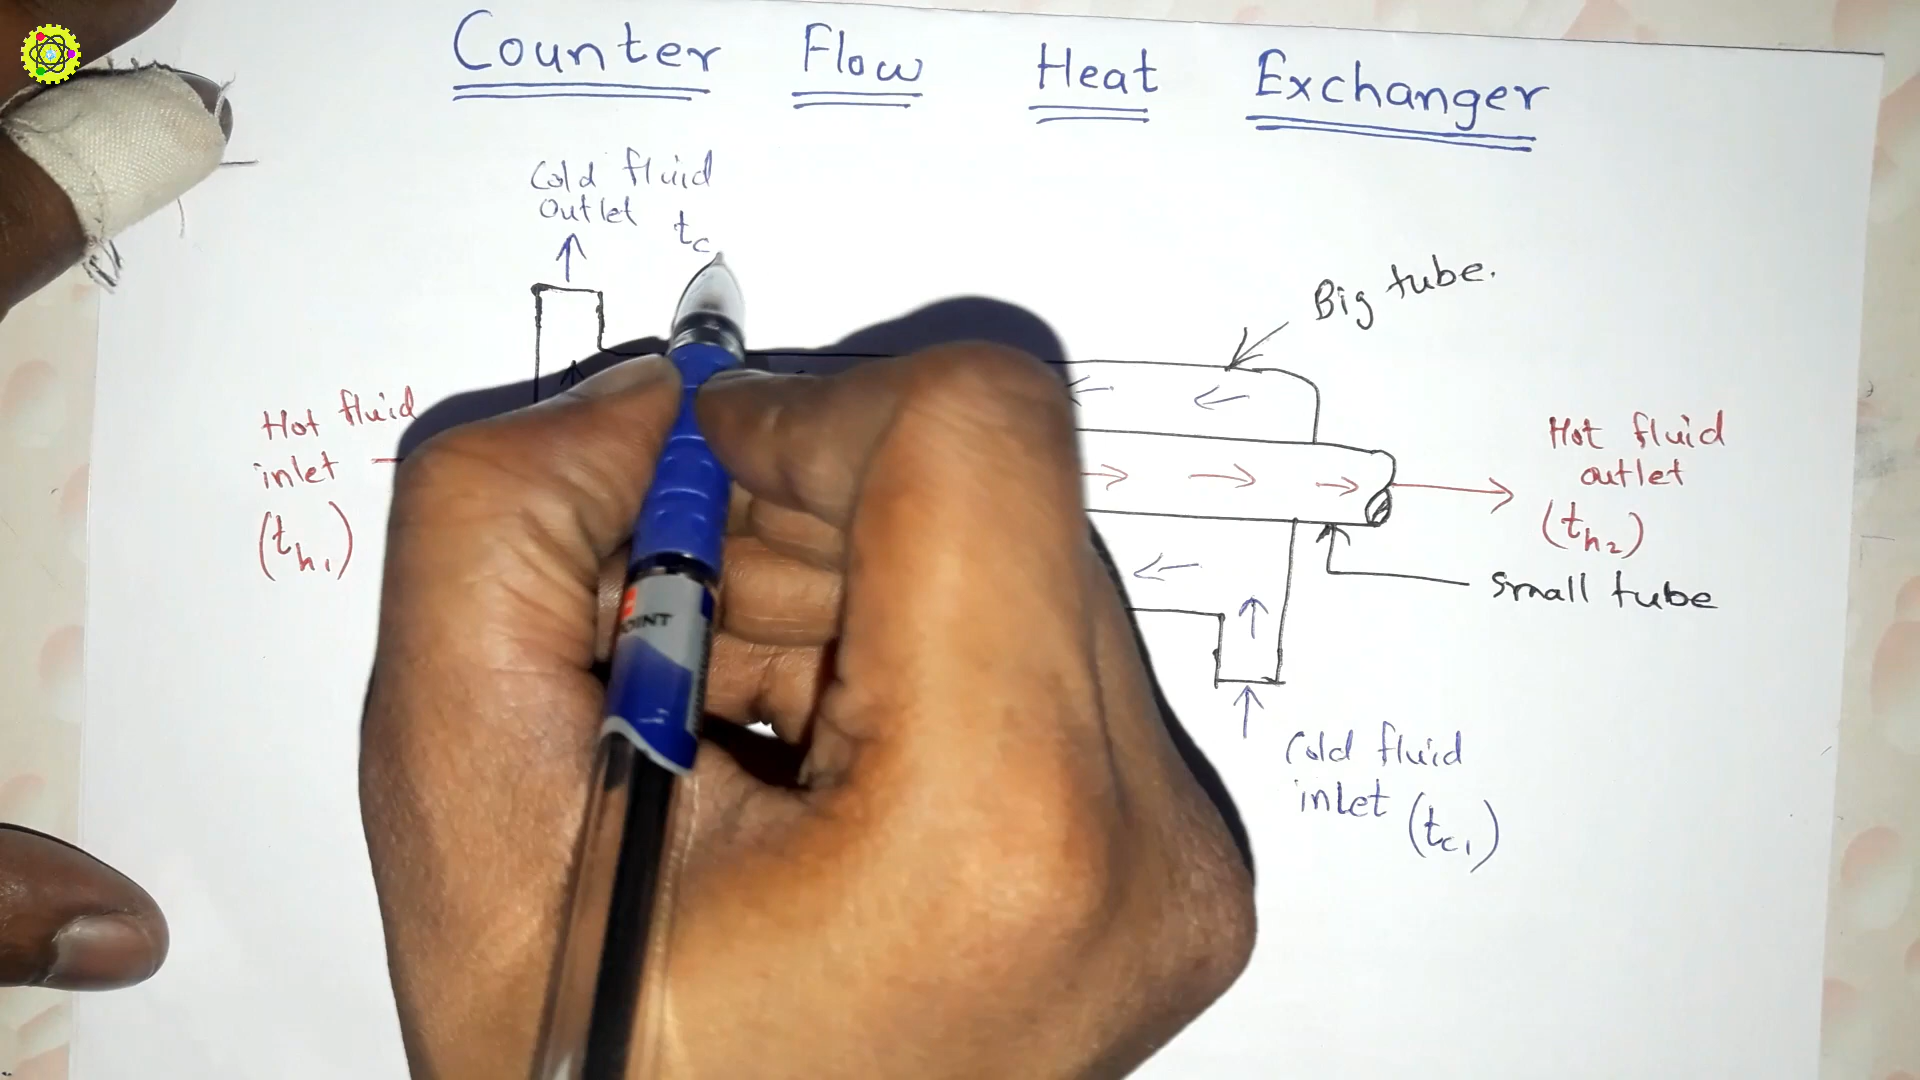 Counter Flow Heat Exchanger
Cold fluid
outlet tc
Big tube.
Hot fluid
inlet
(th1)
Hot fluid
outlet
(th2)
Small tube
Cold fluid
inlet (tc1)